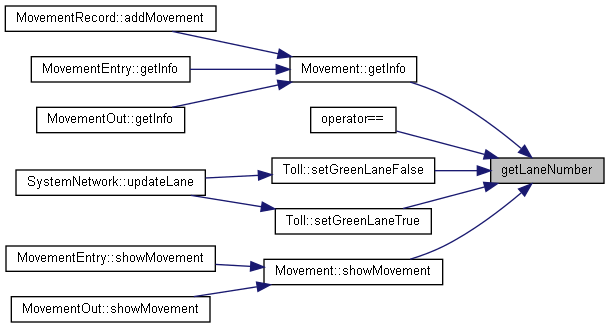 MovementRecord::addMovement
MovementEntry::getInfo
Movement::getInfo
MovementOut::getInfo
operator==
Toll::setGreenLaneFalse
getLaneNumber
SystemNetwork::updateLane
Toll::setGreenLaneTrue
MovementEntry::showMovement
Movement::showMovement
MovementOut::showMovement